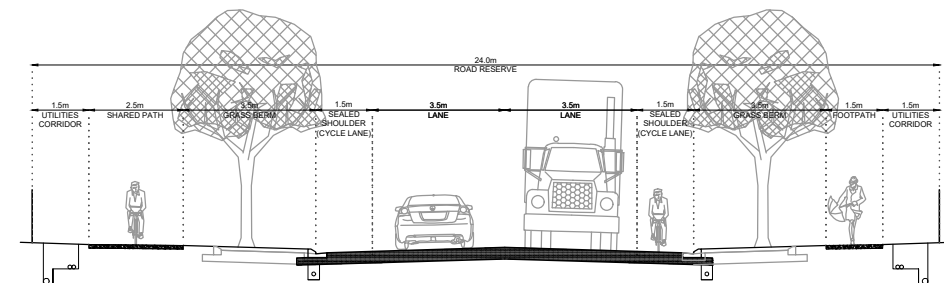 24.0m
ROAD RESERVE
1.5m
UTILITIES
CORRIDOR
2.5m
SHARED PATH
3.5m
GRASS BERM
1.5m
SEALED
SHOULDER
(CYCLE LANE)
3.5m
LANE
3.5m
LANE
1.5m
SEALED
SHOULDER
(CYCLE LANE)
3.5m
GRASS BERM
1.5m
FOOTPATH
1.5m
UTILITIES
CORRIDOR